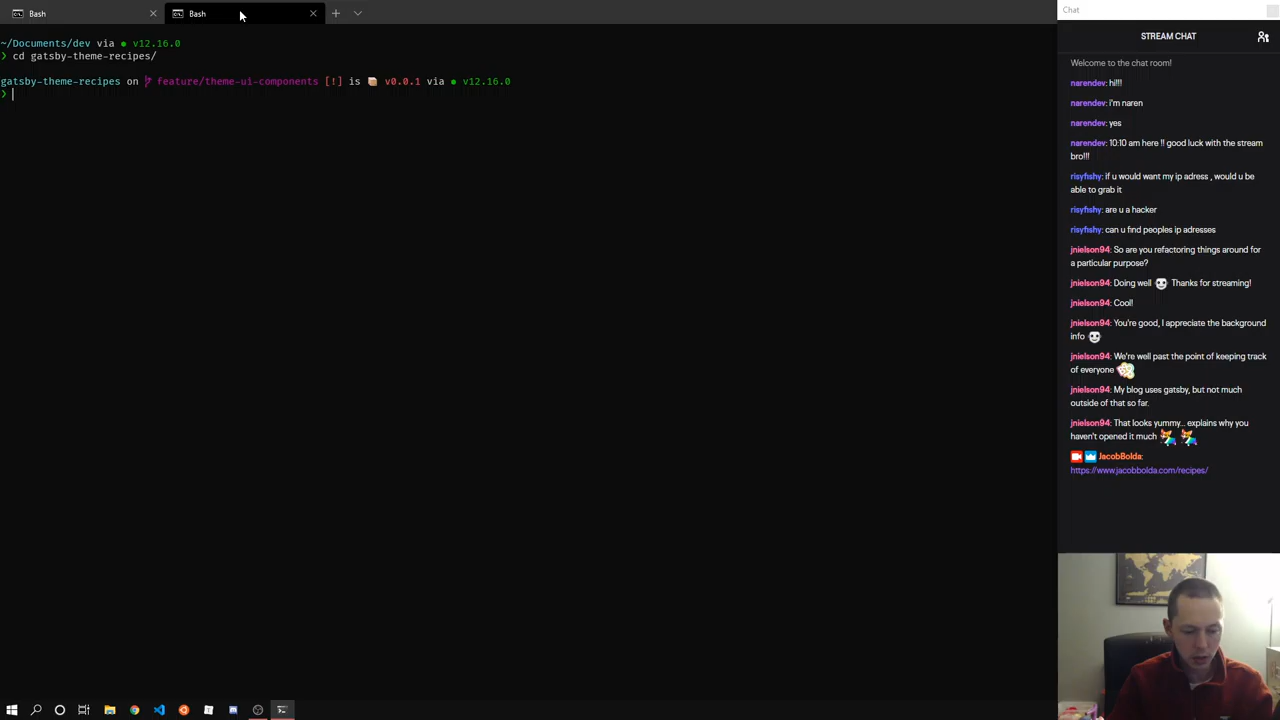 Bash
Bash
~/Documents/dev via ● v12.16.0
❯ cd gatsby-theme-recipes/
gatsby-theme-recipes on feature/theme-ui-components [!] is 📦 v0.0.1 via ● v12.16.0
❯
Chat
STREAM CHAT
Welcome to the chat room!
narendev: hi!!!
narendev: i'm naren
narendev: yes
narendev: 10:10 am here !! good luck with the stream
bro!!!
risyfishy: if u would want my ip adress , would u be
able to grab it
risyfishy: are u a hacker
risyfishy: can u find peoples ip adresses
jnielson94: So are you refactoring things around for
a particular purpose?
jnielson94: Doing well Thanks for streaming!
jnielson94: Cool!
jnielson94: You're good, I appreciate the background
info
jnielson94: We're well past the point of keeping track
of everyone
jnielson94: My blog uses gatsby, but not much
outside of that so far.
jnielson94: That looks yummy... explains why you
haven't opened it much
JacobBolda:
https://www.jacobbolda.com/recipes/